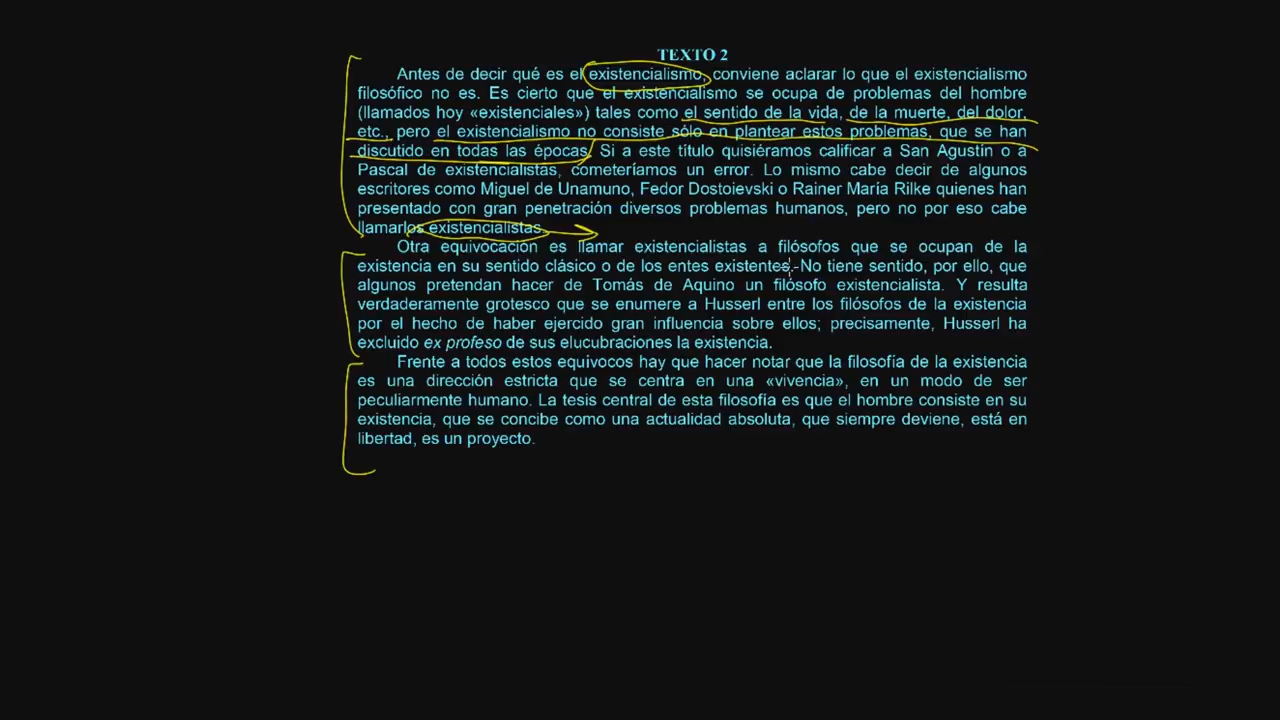 TEXTO 2
Antes de decir qué es el existencialismo, conviene aclarar lo que el existencialismo
filosófico no es. Es cierto que el existencialismo se ocupa de problemas del hombre
(llamados hoy «existenciales») tales como el sentido de la vida, de la muerte, del dolor,
etc., pero el existencialismo no consiste sólo en plantear estos problemas, que se han
discutido en todas las épocas. Si a este título quisiéramos calificar a San Agustín o a
Pascal de existencialistas, cometeríamos un error. Lo mismo cabe decir de algunos
escritores como Miguel de Unamuno, Fedor Dostoievski o Rainer María Rilke quienes han
presentado con gran penetración diversos problemas humanos, pero no por eso cabe
llamarlos existencialistas.
Otra equivocación es llamar existencialistas a filósofos que se ocupan de la
existencia en su sentido clásico o de los entes existentes.-No tiene sentido, por ello, que
algunos pretendan hacer de Tomás de Aquino un filósofo existencialista. Y resulta
verdaderamente grotesco que se enumere a Husserl entre los filósofos de la existencia
por el hecho de haber ejercido gran influencia sobre ellos; precisamente, Husserl ha
excluido ex profeso de sus elucubraciones la existencia.
Frente a todos estos equívocos hay que hacer notar que la filosofía de la existencia
es una dirección estricta que se centra en una «vivencia», en un modo de ser
peculiarmente humano. La tesis central de esta filosofía es que el hombre consiste en su
existencia, que se concibe como una actualidad absoluta, que siempre deviene, está en
libertad, es un proyecto.